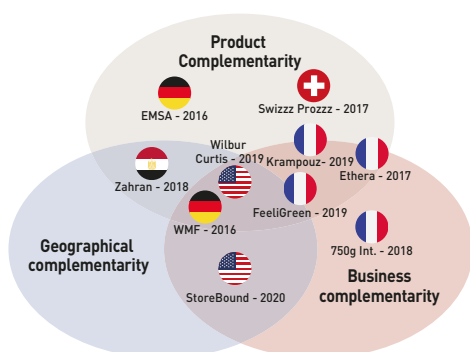 Product
Complementarity
EMSA - 2016
Swizzz Prozzz - 2017
Wilbur
Curtis - 2019
Krampouz- 2019
Ethera - 2017
Zahran - 2018
FeeliGreen - 2019
WMF - 2016
750g Int. - 2018
Geographical
complementarity
Business
complementarity
StoreBound - 2020